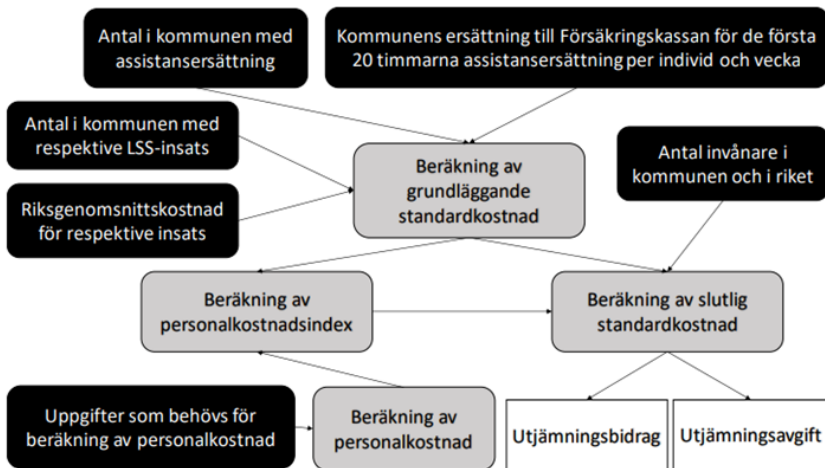 Antal i kommunen med
assistansersättning
Kommunens ersättning till Försäkringskassan för de första
20 timmarna assistansersättning per individ och vecka
Antal i kommunen med
respektive LSS-insats
Beräkning av
grundläggande
standardkostnad
Antal invånare i
kommunen och i riket
Riksgenomsnittskostnad
för respektive insats
Beräkning av
personalkostnadsindex
Beräkning av slutlig
standardkostnad
Uppgifter som behövs för
beräkning av personalkostnad
Beräkning av
personalkostnad
Utjämningsbidrag
Utjämningsavgift